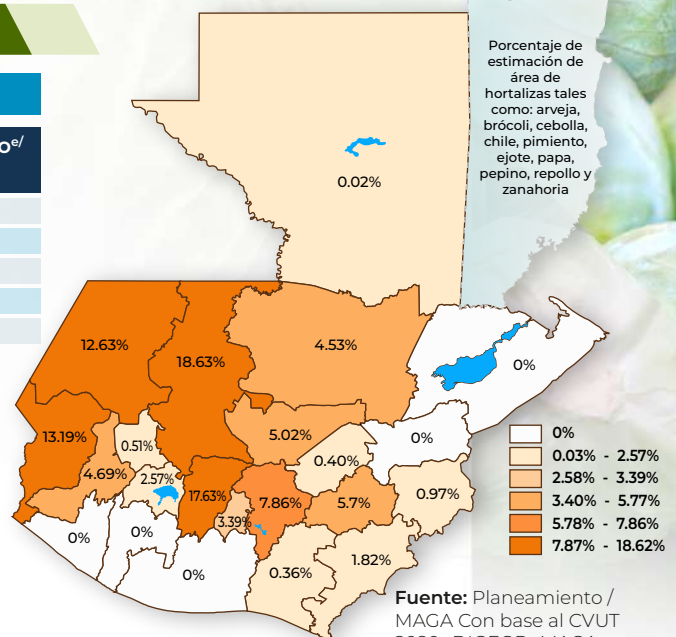 o e/
Porcentaje de
estimación de
área de
hortalizas tales
como: arveja,
brócoli, cebolla,
chile, pimiento,
ejote, papa,
pepino, repollo y
zanahoria
0.02%
12.63%
18.63%
4.53%
0%
13.19%
0.51%
5.02%
0%
4.69%
2.57%
0.40%
17.63%
3.39%
7.86%
5.7%
0.97%
0%
0%
0%
0.36%
1.82%
0%
0.03% - 2.57%
2.58% - 3.39%
3.40% - 5.77%
5.78% - 7.86%
7.87% - 18.62%
Fuente: Planeamiento /
MAGA Con base al CVUT